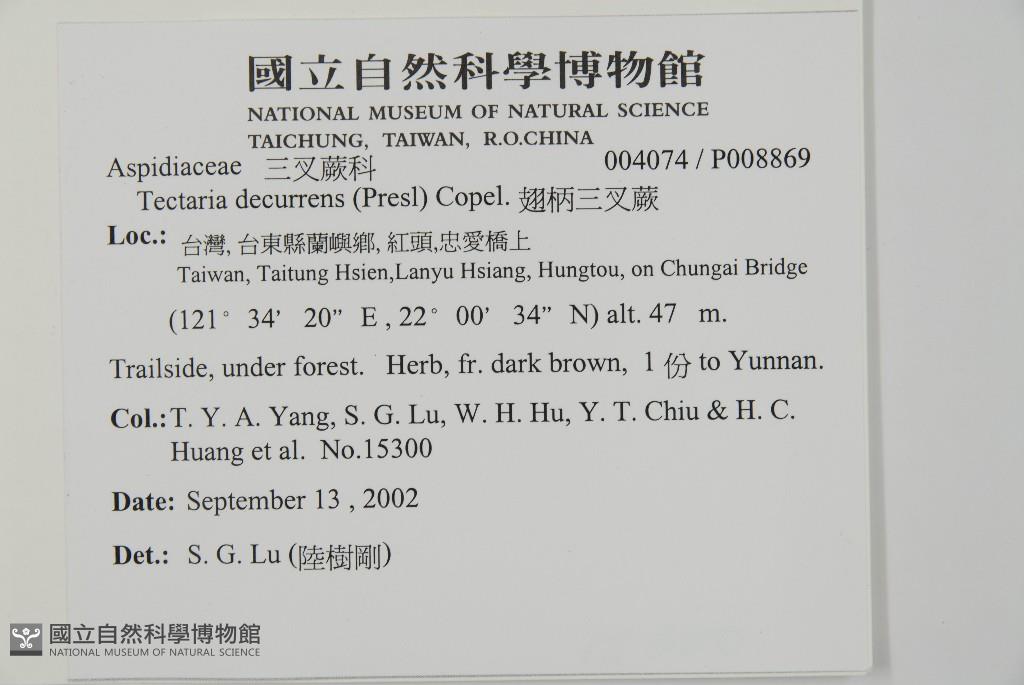 國立自然科學博物館
NATIONAL MUSEUM OF NATURAL SCIENCE
TAICHUNG, TAIWAN, R.O.CHINA
Aspidiaceae 三叉蕨科 004074 / P008869
Tectaria decurrens (Presl) Copel. 翅柄三叉蕨
Loc.: 台灣, 台東縣蘭嶼鄉, 紅頭,忠愛橋上
Taiwan, Taitung Hsien,Lanyu Hsiang, Hungtou, on Chungai Bridge
(121° 34’ 20” E , 22° 00’ 34” N) alt. 47 m.
Trailside, under forest. Herb, fr. dark brown, 1 份 to Yunnan.
Col.: T. Y. A. Yang, S. G. Lu, W. H. Hu, Y. T. Chiu & H. C.
Huang et al. No.15300
Date: September 13 , 2002
Det.: S. G. Lu (陸樹剛)
國立自然科學博物館
NATIONAL MUSEUM OF NATURAL SCIENCE